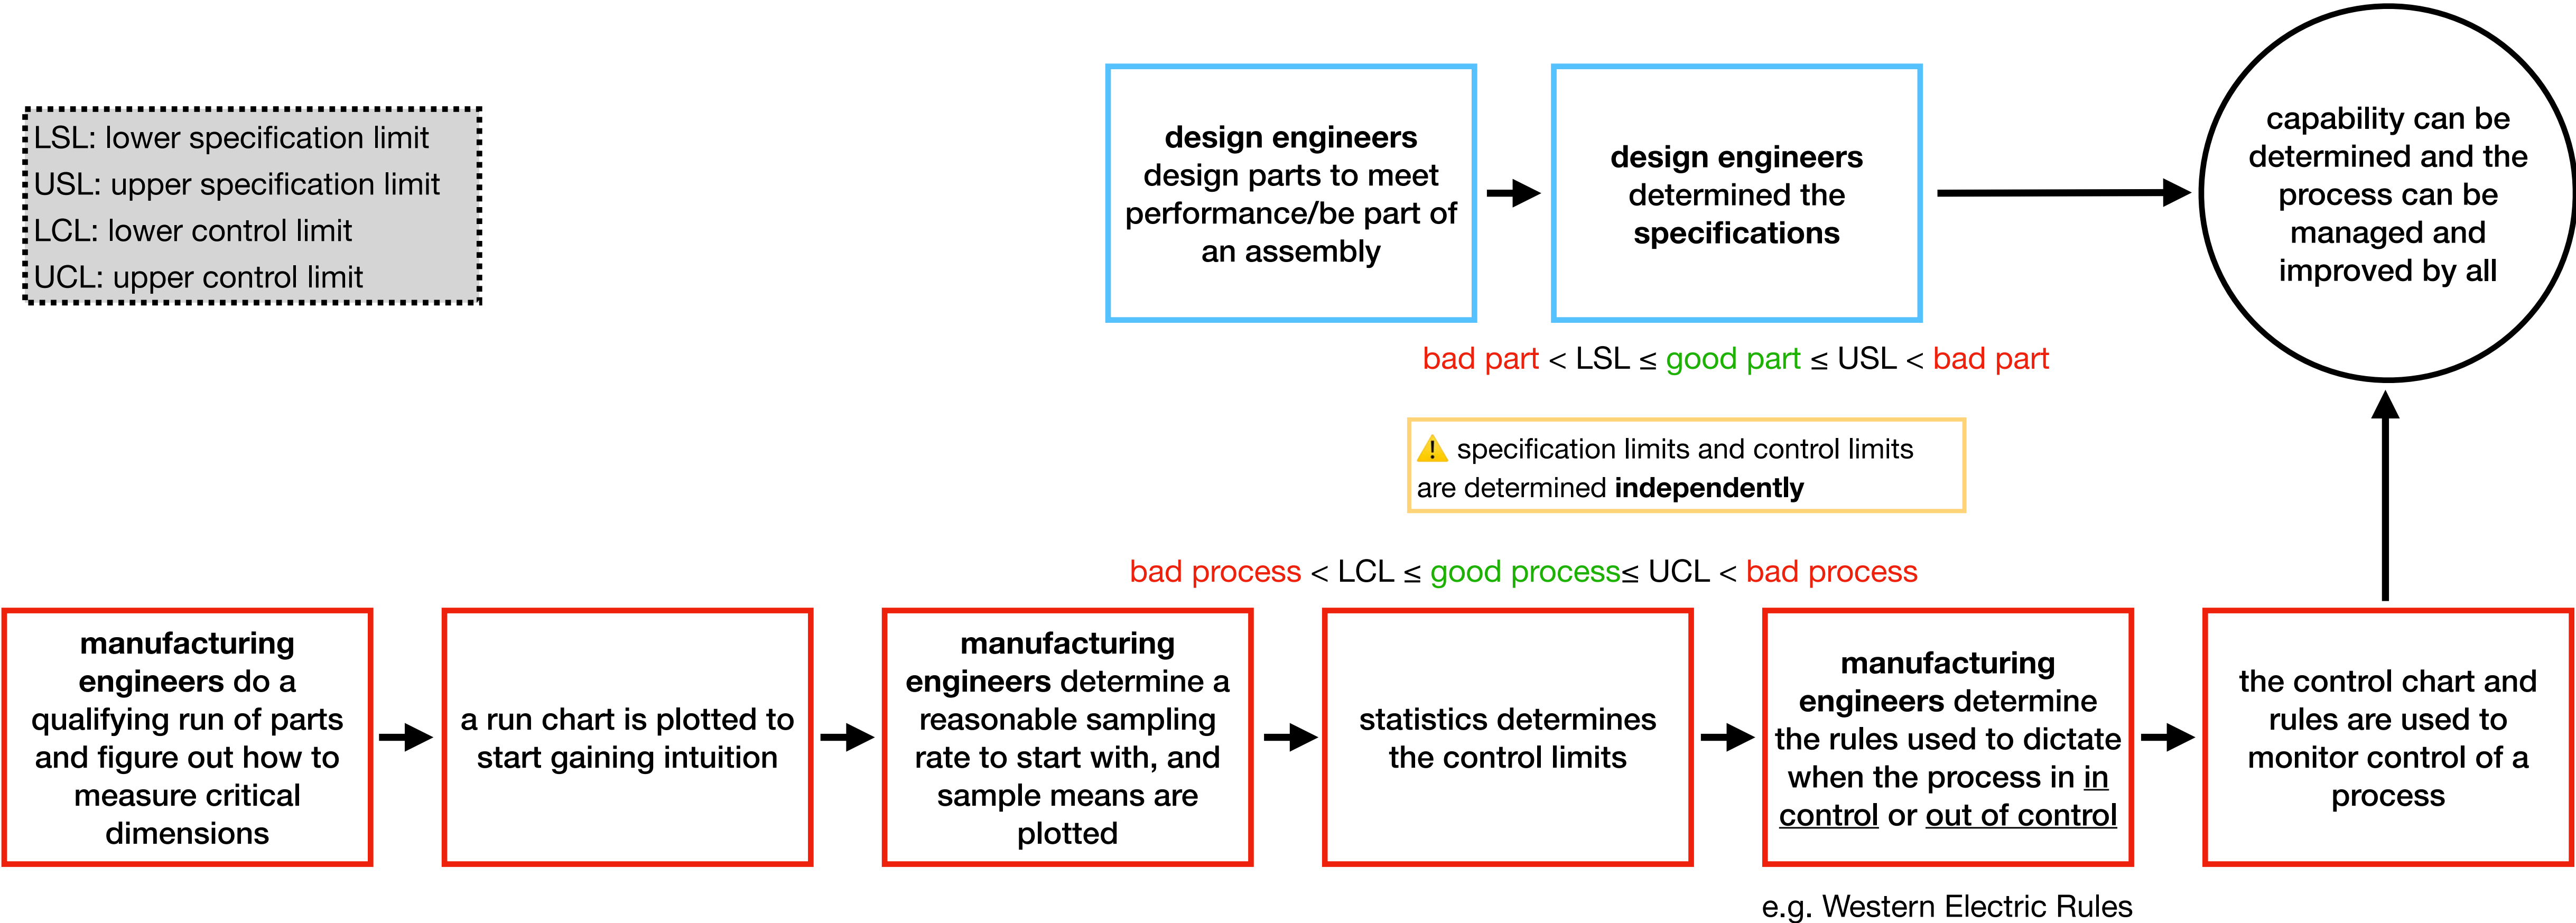 LSL: lower specification limit
USL: upper specification limit
LCL: lower control limit
UCL: upper control limit
design engineers
design parts to meet
performance/be part of
an assembly
design engineers
determined the
specifications
capability can be
determined and the
process can be
managed and
improved by all
bad part < LSL ≤ good part ≤ USL < bad part
⚠️ specification limits and control limits
are determined independently
bad process < LCL ≤ good process≤ UCL < bad process
manufacturing
engineers do a
qualifying run of parts
and figure out how to
measure critical
dimensions
a run chart is plotted to
start gaining intuition
manufacturing
engineers determine a
reasonable sampling
rate to start with, and
sample means are
plotted
statistics determines
the control limits
manufacturing
engineers determine
the rules used to dictate
when the process in in
control or out of control
the control chart and
rules are used to
monitor control of a
process
e.g. Western Electric Rules